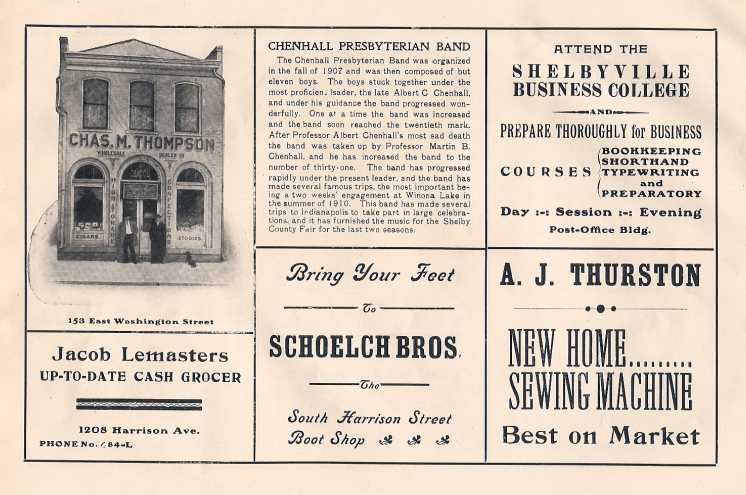 CHAS. M. THOMPSON
WHOLESALE DEALER IN
CIGARS
153 East Washington Street
Jacob Lemasters
UP-TO-DATE CASH GROCER
1208 Harrison Ave.
PHONE No. 84-L
CHENHALL PRESBYTERIAN BAND
The Chenhall Presbyterian Band was organized
in the fall of 1907 and was then composed of but
eleven boys. The boys stuck together under the
most proficient leader, the late Albert C Chenhall,
and under his guidance the band progressed won-
derfully. One at a time the band was increased
and the band soon reached the twentieth mark.
After Professor Albert Chenhall's most sad death
the band was taken up by Professor Martin B.
Chenhall, and he has increased the band to the
number of thirty-one. The band has progressed
rapidly under the present leader, and the band has
made several famous trips, the most important be-
ing a two weeks' engagement at Winona Lake in
the summer of 1910. This band has made several
trips to Indianapolis to take part in large celebra-
tions, and it has furnished the music for the Shelby
County Fair for the last two seasons.
Bring Your Feet
To
SCHOELCH BROS.
The
South Harrison Street
Boot Shop
ATTEND THE
SHELBYVILLE
BUSINESS COLLEGE
AND
PREPARE THOROUGHLY for BUSINESS
COURSES
BOOKKEEPING
SHORTHAND
TYPEWRITING
and
PREPARATORY
Day :-: Session :-: Evening
Post-Office Bldg.
A. J. THURSTON
NEW HOME.........
SEWING MACHINE
Best on Market